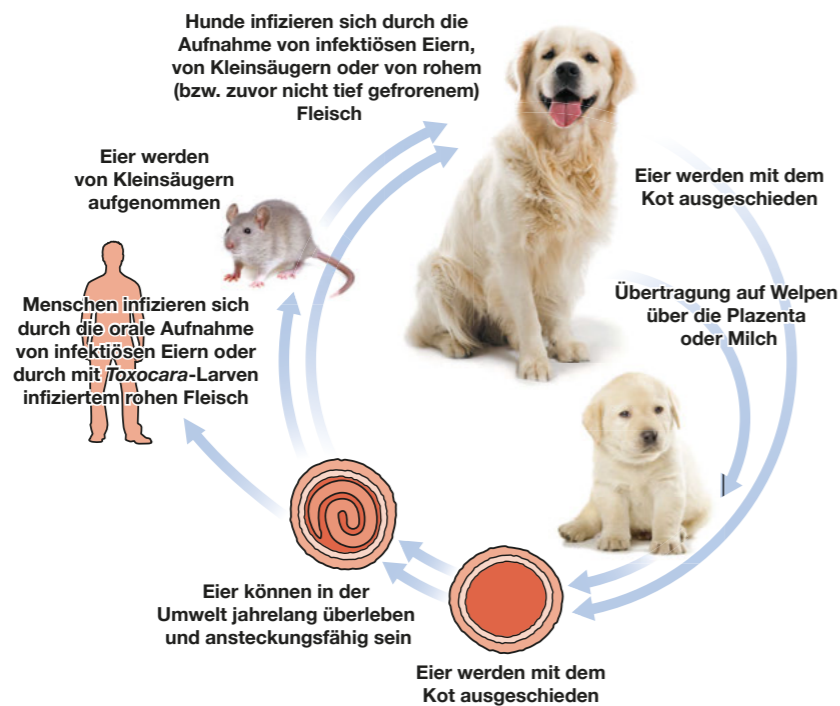 Hunde infizieren sich durch die
Aufnahme von infektiösen Eiern,
von Kleinsäugern oder von rohem
(bzw. zuvor nicht tief gefrorenem)
Fleisch
Eier werden
von Kleinsäugern
aufgenommen
Eier werden mit dem
Kot ausgeschieden
Menschen infizieren sich
durch die orale Aufnahme
von infektiösen Eiern oder
durch mit Toxocara-Larven
infiziertem rohen Fleisch
Übertragung auf Welpen
über die Plazenta
oder Milch
Eier können in der
Umwelt jahrelang überleben
und ansteckungsfähig sein
Eier werden mit dem
Kot ausgeschieden